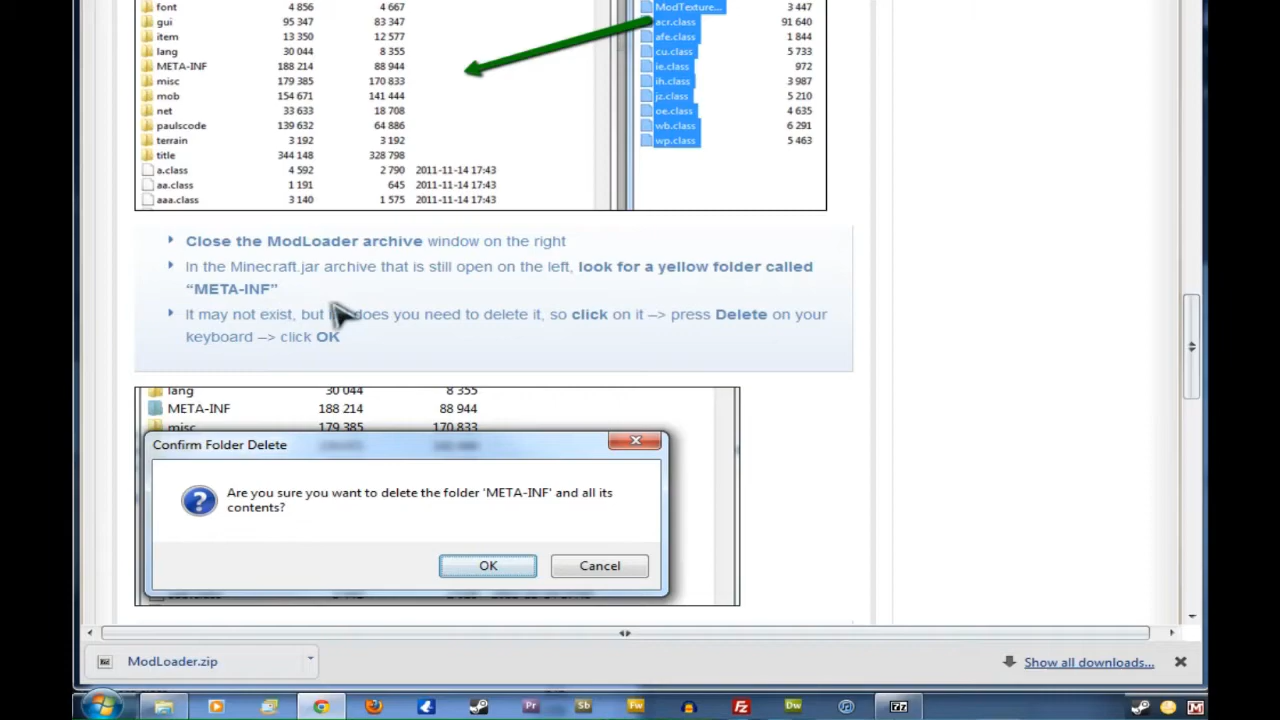 font 4 856 4 667
ModTexture... 3 447
gui 95 347 83 347
acr.class 91 640
item 13 350 12 577
afe.class 1 844
lang 30 044 8 355
cu.class 5 733
META-INF 188 214 88 944
ie.class 972
misc 179 385 170 833
ih.class 3 987
mob 154 671 141 444
jz.class 5 210
net 33 633 18 708
oe.class 4 635
paulscode 139 632 64 886
wb.class 6 291
terrain 3 192 3 192
wp.class 5 463
title 344 148 328 798
a.class 4 592 2 790 2011-11-14 17:43
aa.class 1 191 645 2011-11-14 17:43
aaa.class 3 140 1 575 2011-11-14 17:43
Close the ModLoader archive window on the right
In the Minecraft.jar archive that is still open on the left, look for a yellow folder called
“META-INF”
It may not exist, but does you need to delete it, so click on it –> press Delete on your
keyboard –> click OK
lang 30 044 8 355
META-INF 188 214 88 944
misc 179 385 170 833
Confirm Folder Delete
Are you sure you want to delete the folder 'META-INF' and all its
contents?
OK Cancel
ModLoader.zip
Show all downloads...
Pr Sb Fw Fz Dw 7z